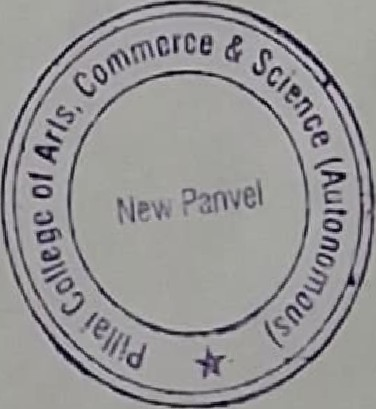 Pillai College of Arts, Commerce & Science (Autonomous)
New Panvel